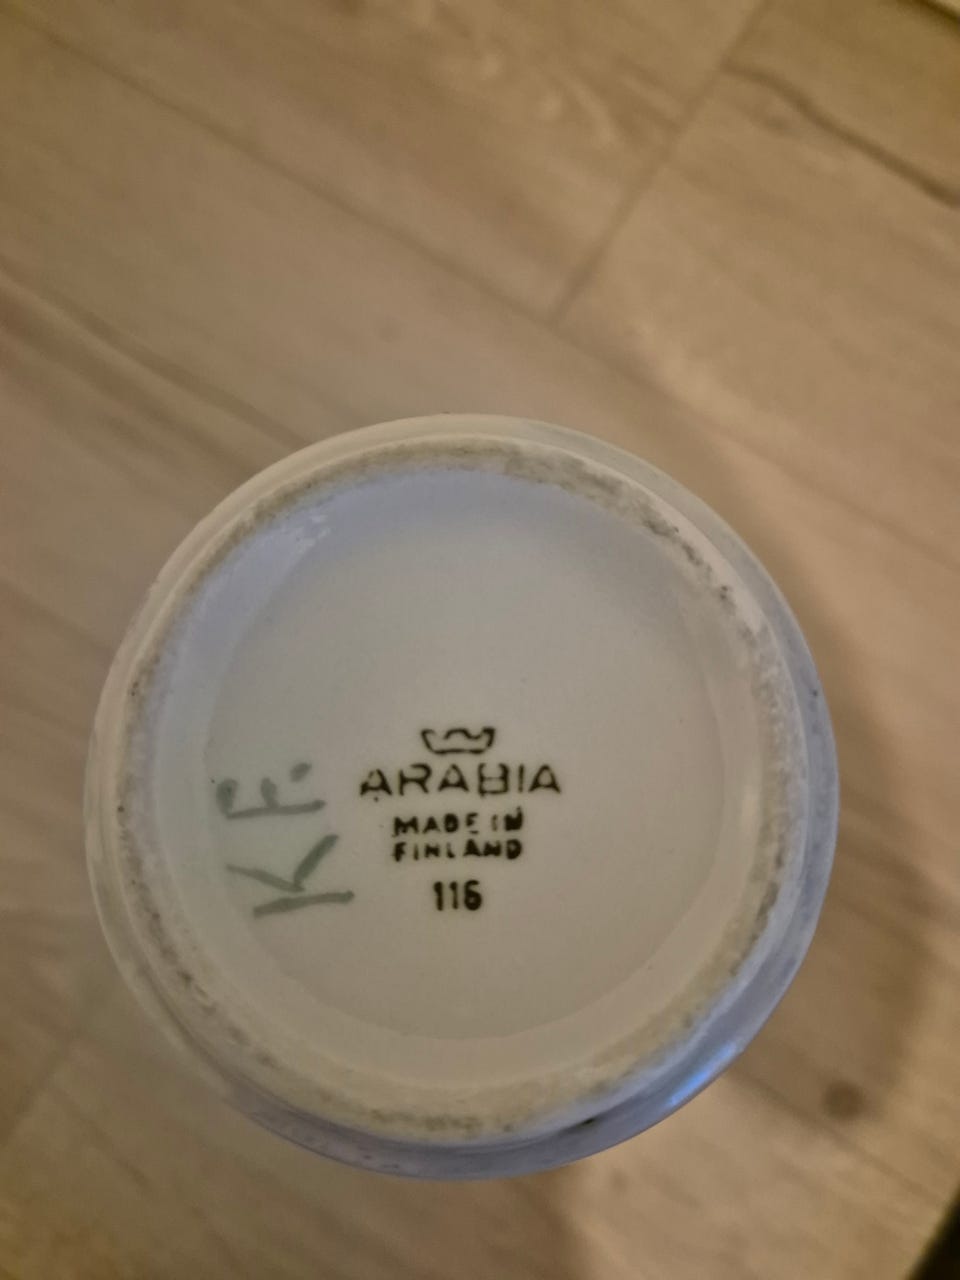 ARABIA
MADE IN
FINLAND
116
K F.